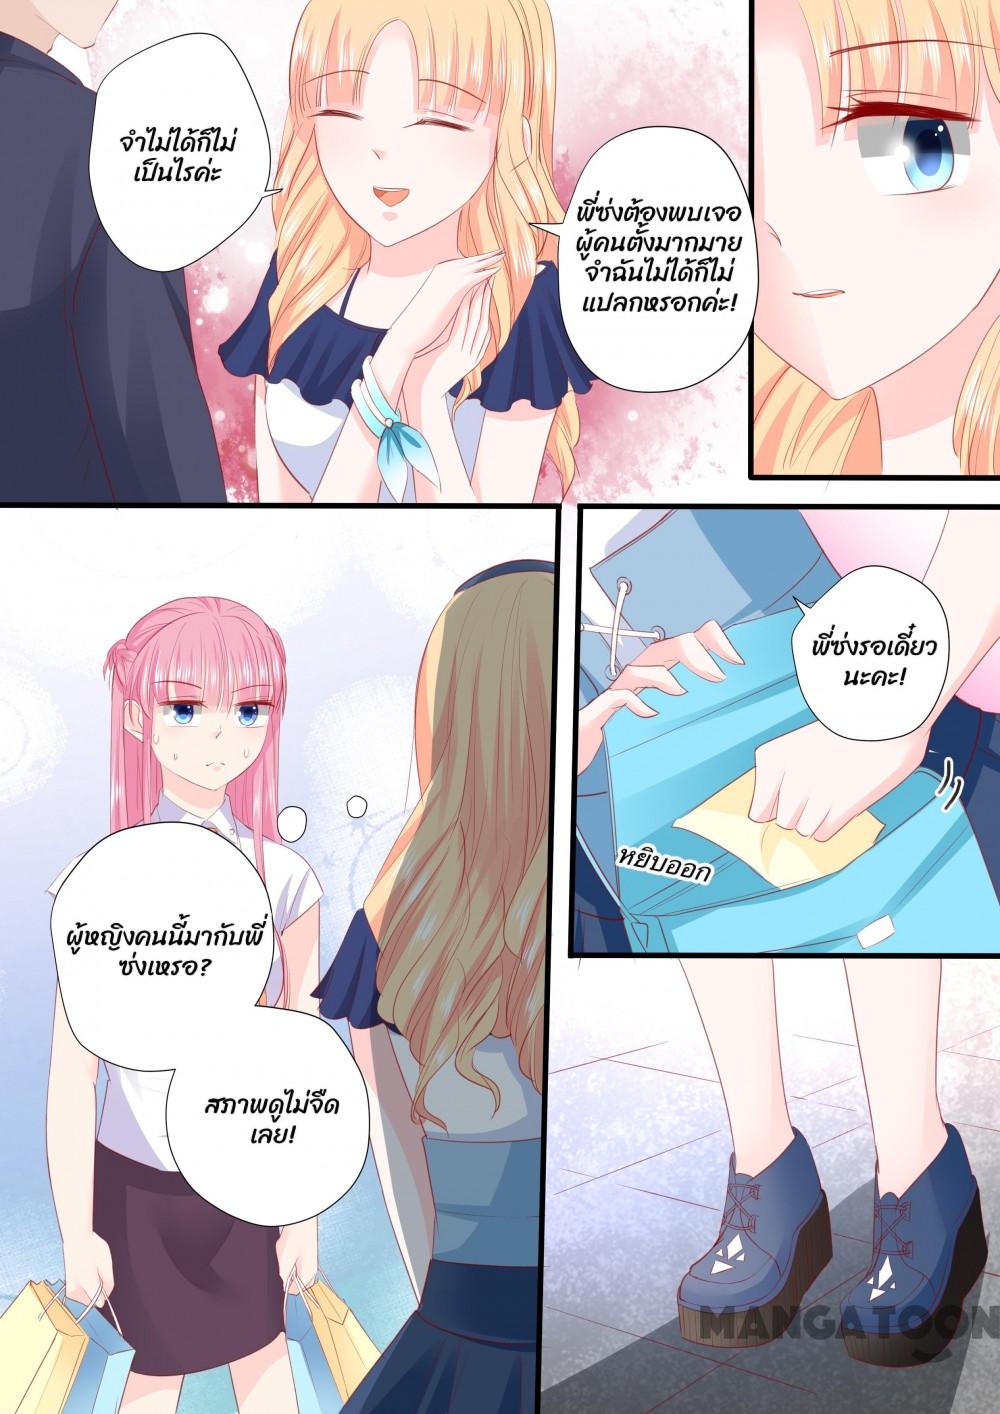 จำไม่ได้ก็ไม่
เป็นไรค่ะ
พี่ซ่งต้องพบเจอ
ผู้คนตั้งมากมาย
จำฉันไม่ได้ก็ไม่
แปลกหรอกค่ะ!
ผู้หญิงคนนี้มากับพี่
ซ่งเหรอ?
สภาพดูไม่จืด
เลย!
พี่ซ่งรอเดี๋ยว
นะคะ!
หยิบออก
MANGATOON